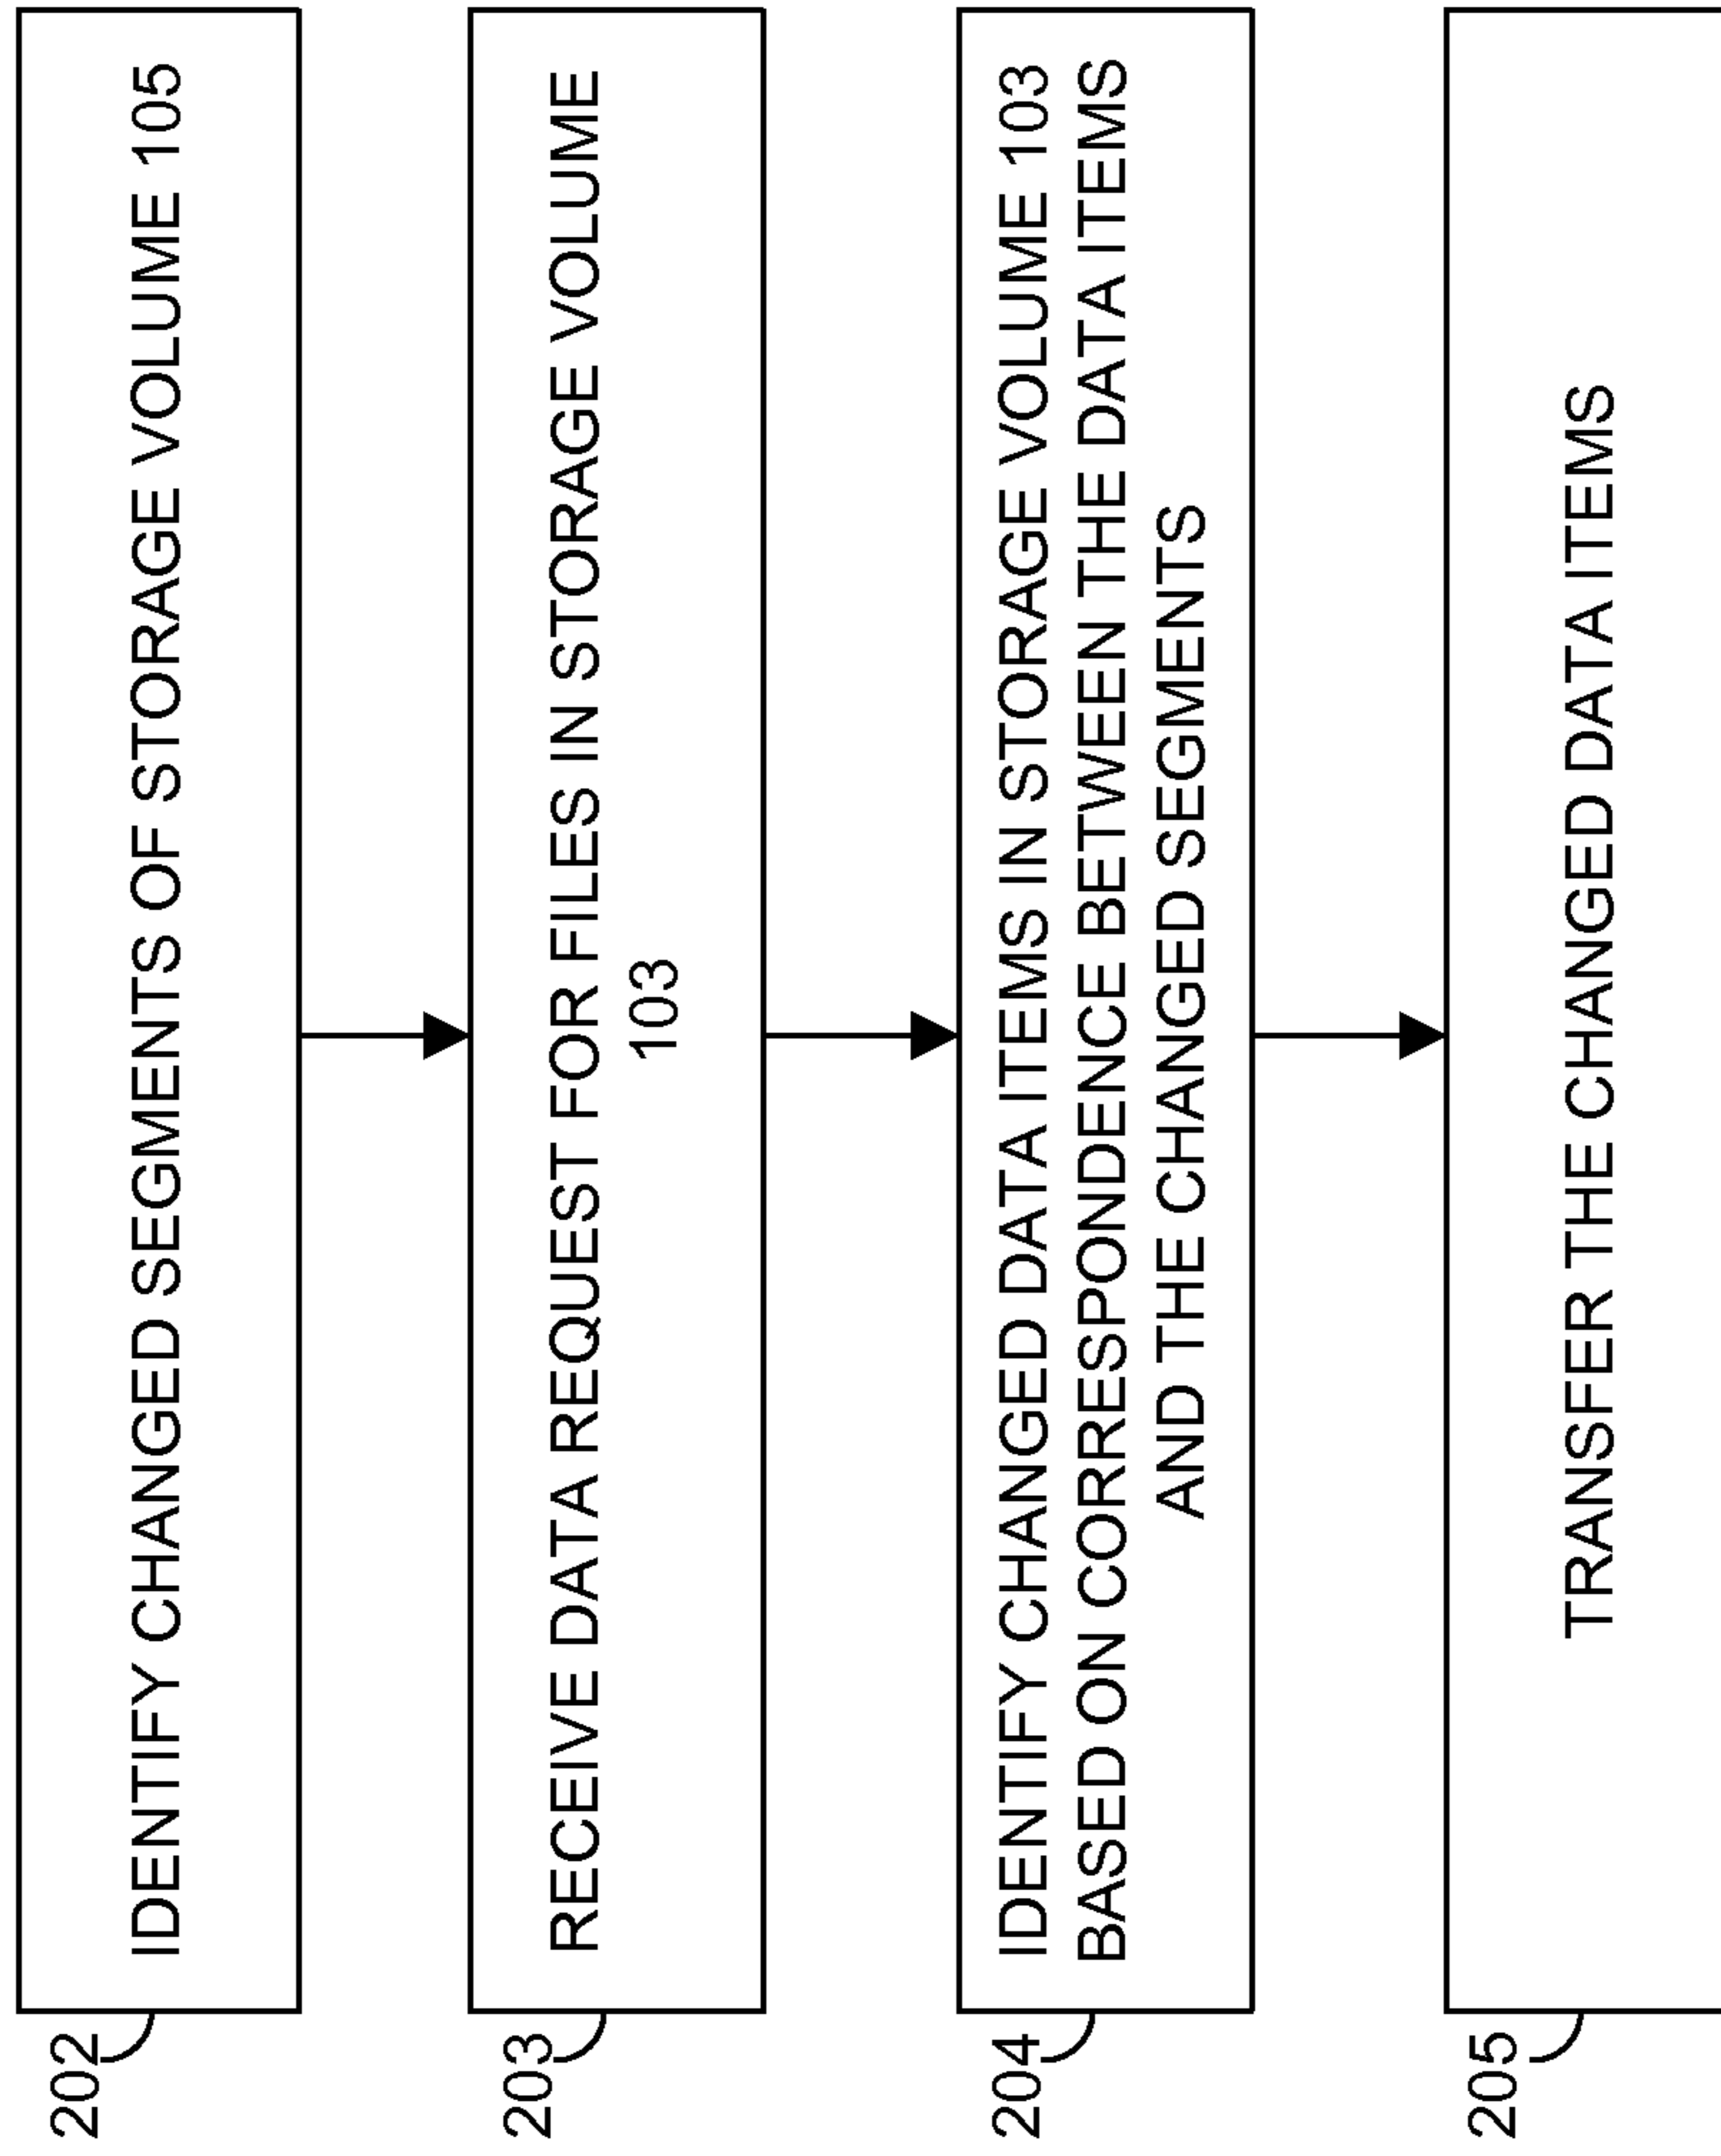 202
IDENTIFY CHANGED SEGMENTS OF STORAGE VOLUME 105
203
RECEIVE DATA REQUEST FOR FILES IN STORAGE VOLUME
103
204
IDENTIFY CHANGED DATA ITEMS IN STORAGE VOLUME 103
BASED ON CORRESPONDENCE BETWEEN THE DATA ITEMS
AND THE CHANGED SEGMENTS
205
TRANSFER THE CHANGED DATA ITEMS